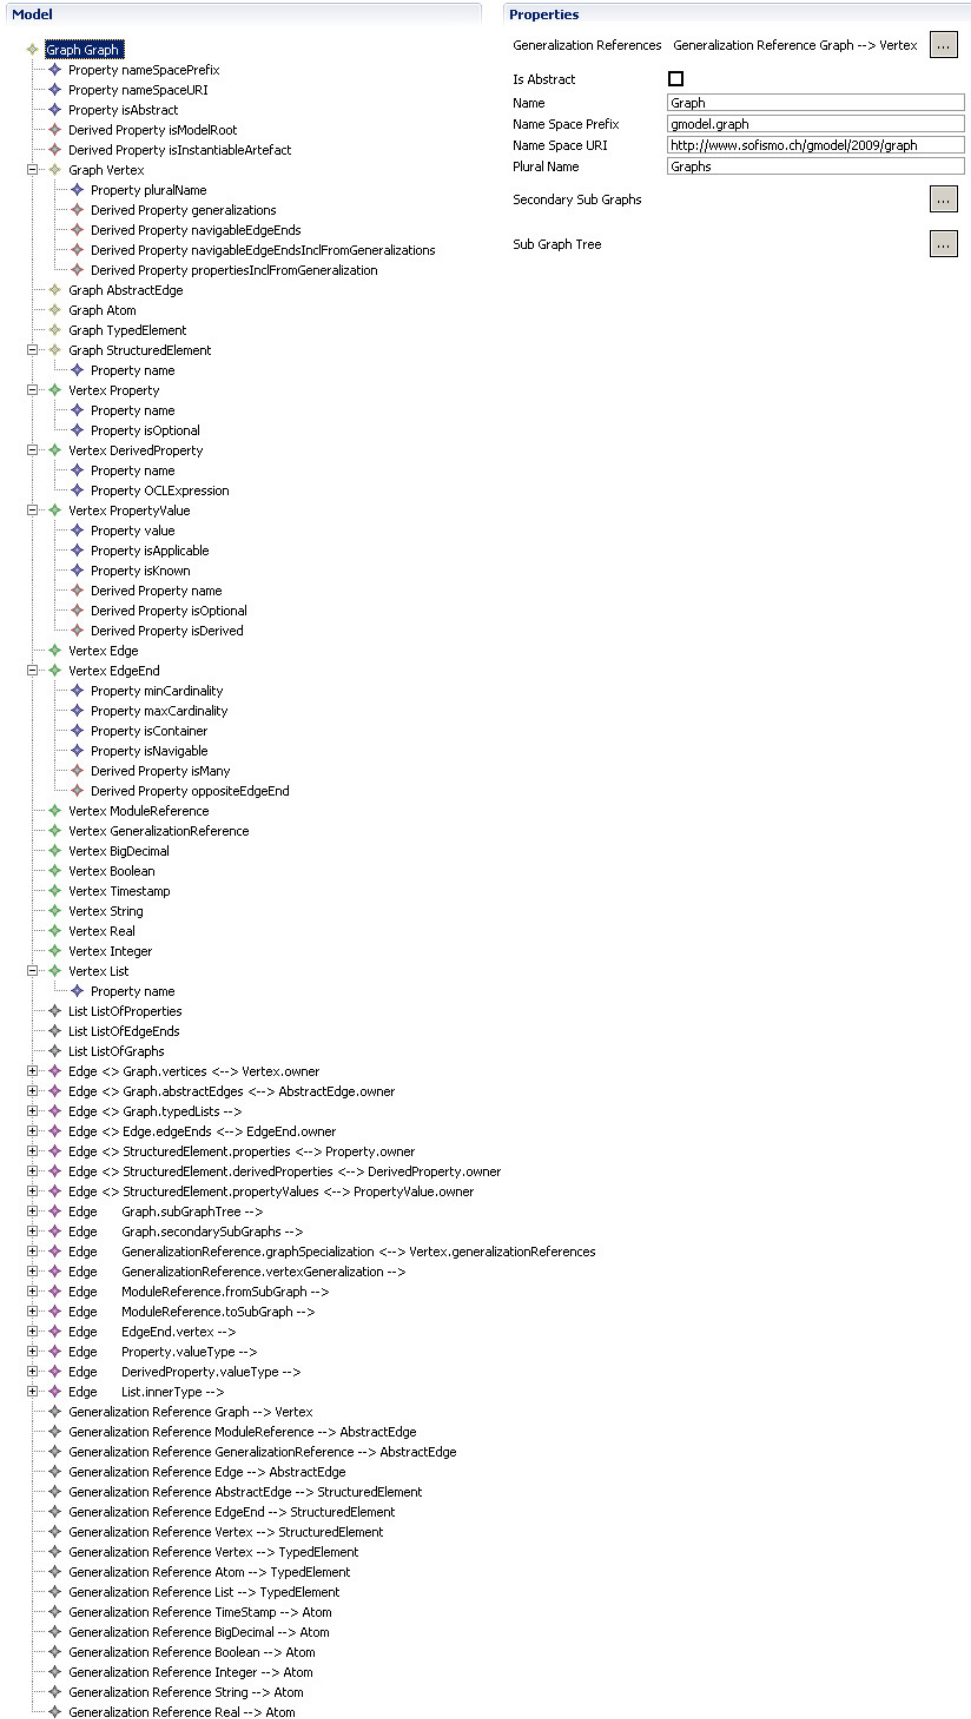 Model
Graph Graph
Property nameSpacePrefix
Property nameSpaceURI
Property isAbstract
Derived Property isModelRoot
Derived Property isInstantiableArtefact
Graph Vertex
Property pluralName
Derived Property generalizations
Derived Property navigableEdgeEnds
Derived Property navigableEdgeEndsInclFromGeneralizations
Derived Property propertiesInclFromGeneralization
Graph AbstractEdge
Graph Atom
Graph TypedElement
Graph StructuredElement
Property name
Vertex Property
Property name
Property isOptional
Vertex DerivedProperty
Property name
Property OCLExpression
Vertex PropertyValue
Property value
Property isApplicable
Property isKnown
Derived Property name
Derived Property isOptional
Derived Property isDerived
Vertex Edge
Vertex EdgeEnd
Property minCardinality
Property maxCardinality
Property isContainer
Property isNavigable
Derived Property isMany
Derived Property oppositeEdgeEnd
Vertex ModuleReference
Vertex GeneralizationReference
Vertex BigDecimal
Vertex Boolean
Vertex Timestamp
Vertex String
Vertex Real
Vertex Integer
Vertex List
Property name
List ListOfProperties
List ListOfEdgeEnds
List ListOfGraphs
Edge <> Graph.vertices <--> Vertex.owner
Edge <> Graph.abstractEdges <--> AbstractEdge.owner
Edge <> Graph.typedLists -->
Edge <> Edge.edgeEnds <--> EdgeEnd.owner
Edge <> StructuredElement.properties <--> Property.owner
Edge <> StructuredElement.derivedProperties <--> DerivedProperty.owner
Edge <> StructuredElement.propertyValues <--> PropertyValue.owner
Edge Graph.subGraphTree -->
Edge Graph.secondarySubGraphs -->
Edge GeneralizationReference.graphSpecialization <--> Vertex.generalizationReferences
Edge GeneralizationReference.vertexGeneralization -->
Edge ModuleReference.fromSubGraph -->
Edge ModuleReference.toSubGraph -->
Edge EdgeEnd.vertex -->
Edge Property.valueType -->
Edge DerivedProperty.valueType -->
Edge List.innerType -->
Generalization Reference Graph --> Vertex
Generalization Reference ModuleReference --> AbstractEdge
Generalization Reference GeneralizationReference --> AbstractEdge
Generalization Reference Edge --> AbstractEdge
Generalization Reference AbstractEdge --> StructuredElement
Generalization Reference EdgeEnd --> StructuredElement
Generalization Reference Vertex --> StructuredElement
Generalization Reference Vertex --> TypedElement
Generalization Reference Atom --> TypedElement
Generalization Reference List --> TypedElement
Generalization Reference TimeStamp --> Atom
Generalization Reference BigDecimal --> Atom
Generalization Reference Boolean --> Atom
Generalization Reference Integer --> Atom
Generalization Reference String --> Atom
Generalization Reference Real --> Atom
Properties
Generalization References Generalization Reference Graph --> Vertex ...
Is Abstract
Name Graph
Name Space Prefix gmodel.graph
Name Space URI http://www.sofismo.ch/gmodel/2009/graph
Plural Name Graphs
Secondary Sub Graphs ...
Sub Graph Tree ...